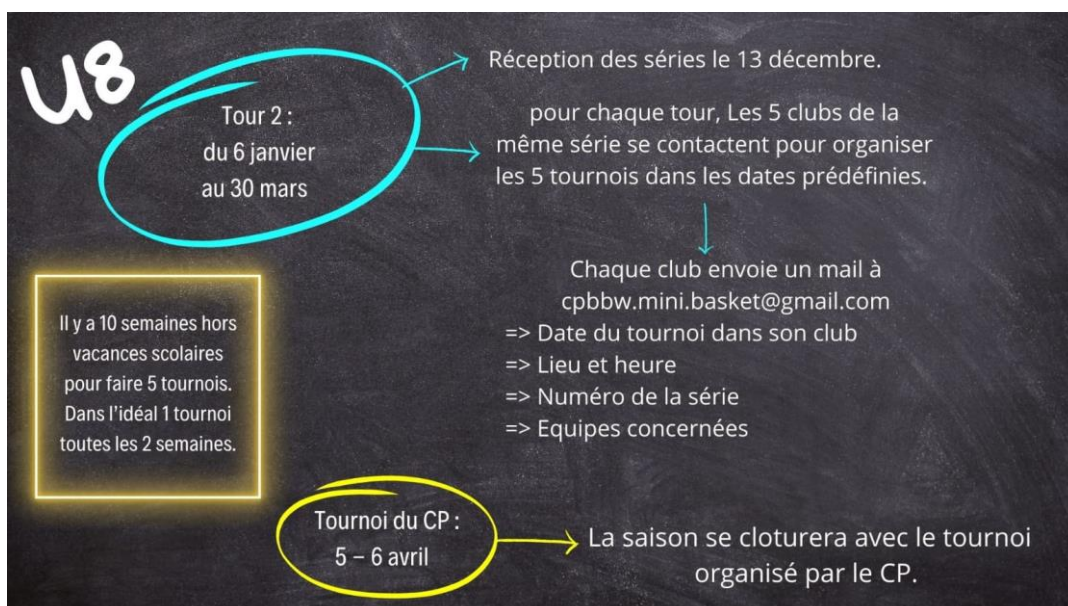 U8
Tour 2 :
du 6 janvier
au 30 mars
Réception des séries le 13 décembre.
pour chaque tour, Les 5 clubs de la
même série se contactent pour organiser
les 5 tournois dans les dates prédéfinies.
Chaque club envoie un mail à
cpbbw.mini.basket@gmail.com
=> Date du tournoi dans son club
=> Lieu et heure
=> Numéro de la série
=> Equipes concernées
Il y a 10 semaines hors
vacances scolaires
pour faire 5 tournois.
Dans l'idéal 1 tournoi
toutes les 2 semaines.
Tournoi du CP :
5 – 6 avril
La saison se cloturera avec le tournoi
organisé par le CP.